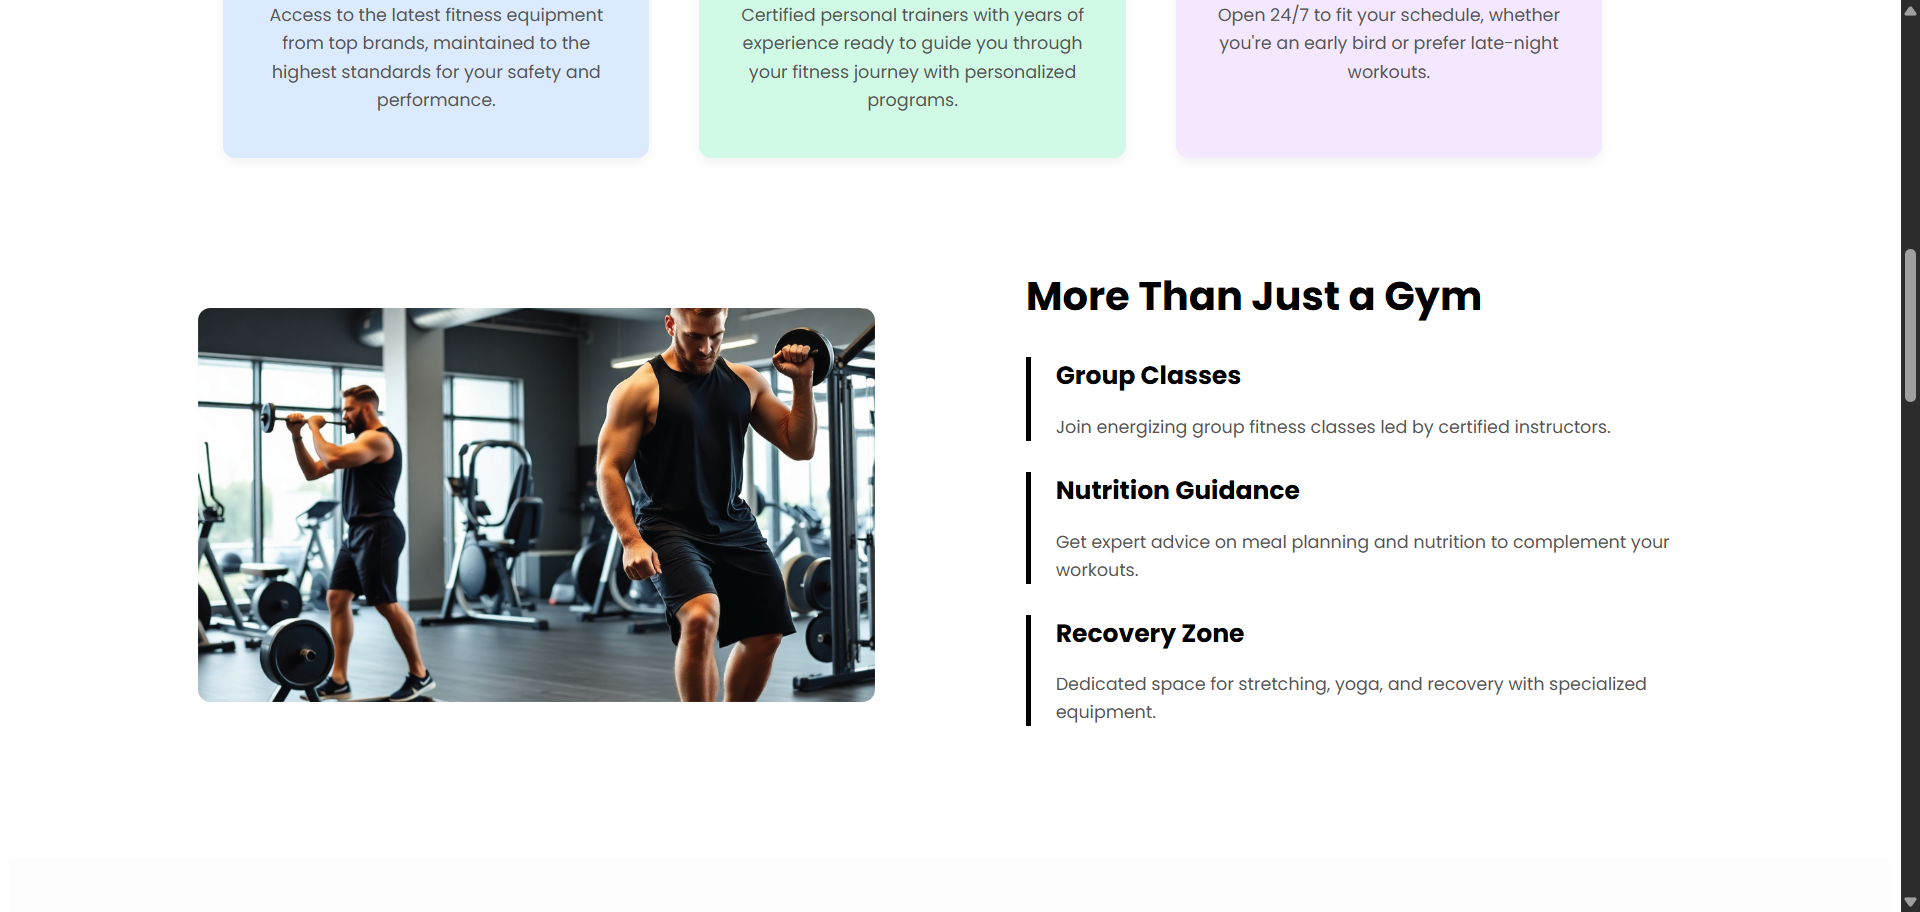 Access to the latest fitness equipment
from top brands, maintained to the
highest standards for your safety and
performance.
Certified personal trainers with years of
experience ready to guide you through
your fitness journey with personalized
programs.
Open 24/7 to fit your schedule, whether
you're an early bird or prefer late-night
workouts.
More Than Just a Gym
Group Classes
Join energizing group fitness classes led by certified instructors.
Nutrition Guidance
Get expert advice on meal planning and nutrition to complement your
workouts.
Recovery Zone
Dedicated space for stretching, yoga, and recovery with specialized
equipment.